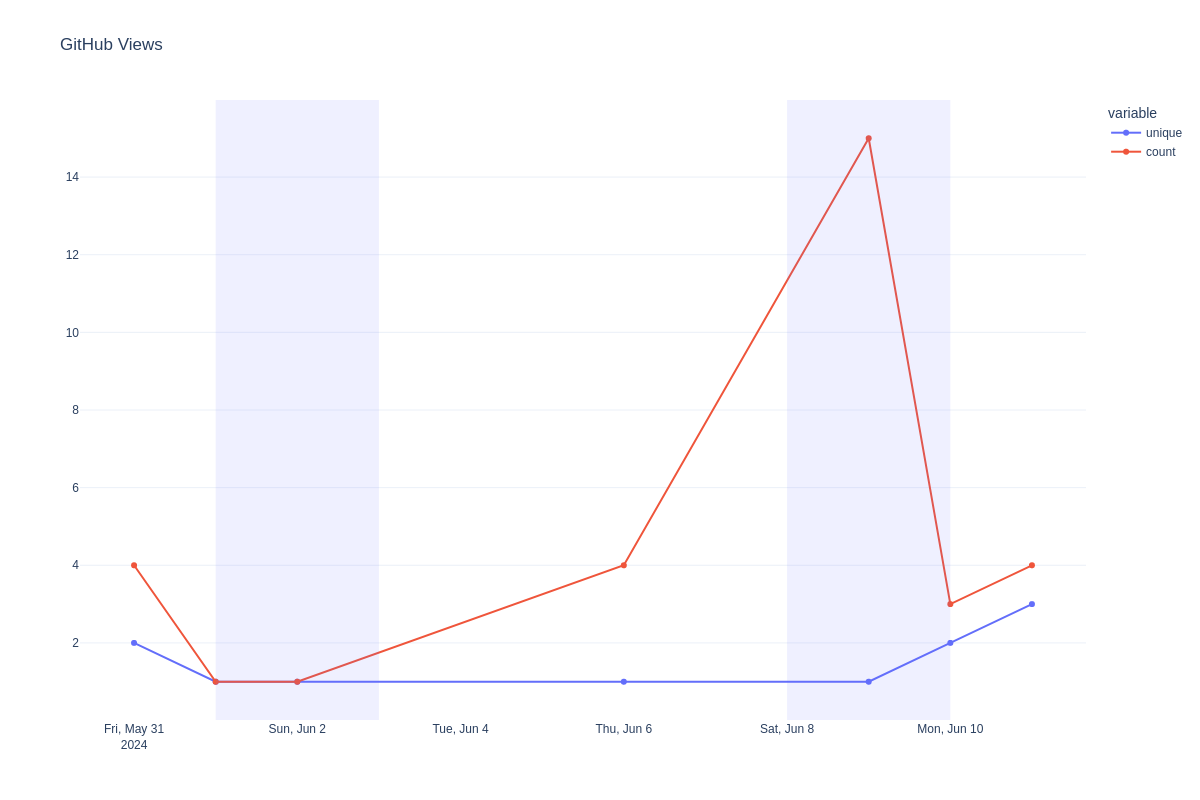 GitHub Views
variable
unique
count
14
12
10
8
6
4
2
Fri, May 31
2024
Sun, Jun 2
Tue, Jun 4
Thu, Jun 6
Sat, Jun 8
Mon, Jun 10